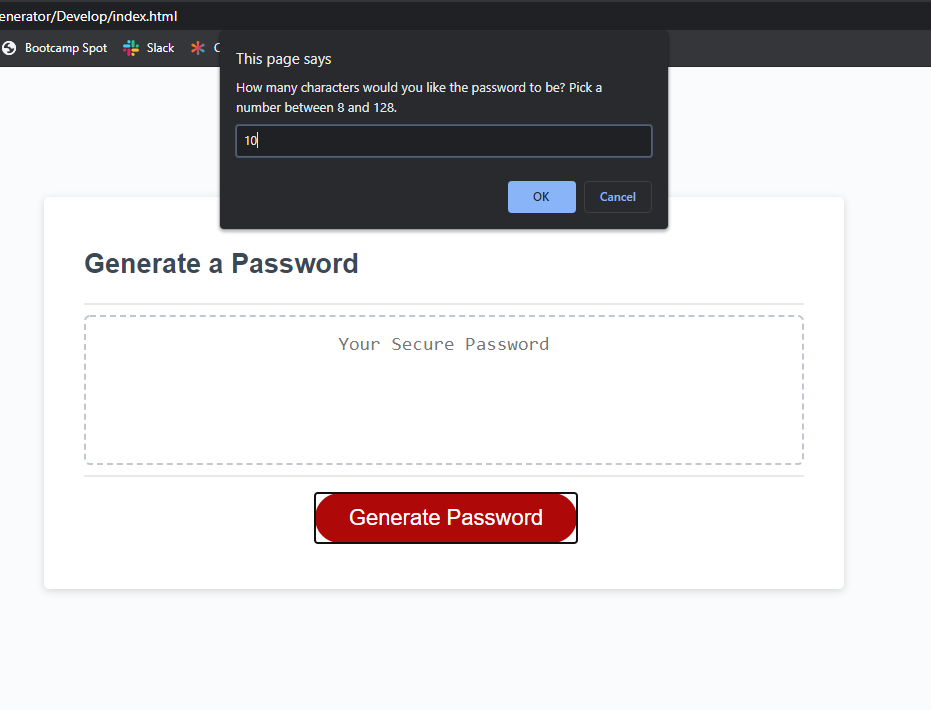 enerator/Develop/index.html
Bootcamp Spot Slack
This page says
How many characters would you like the password to be? Pick a
number between 8 and 128.
10
OK Cancel
Generate a Password
Your Secure Password
Generate Password